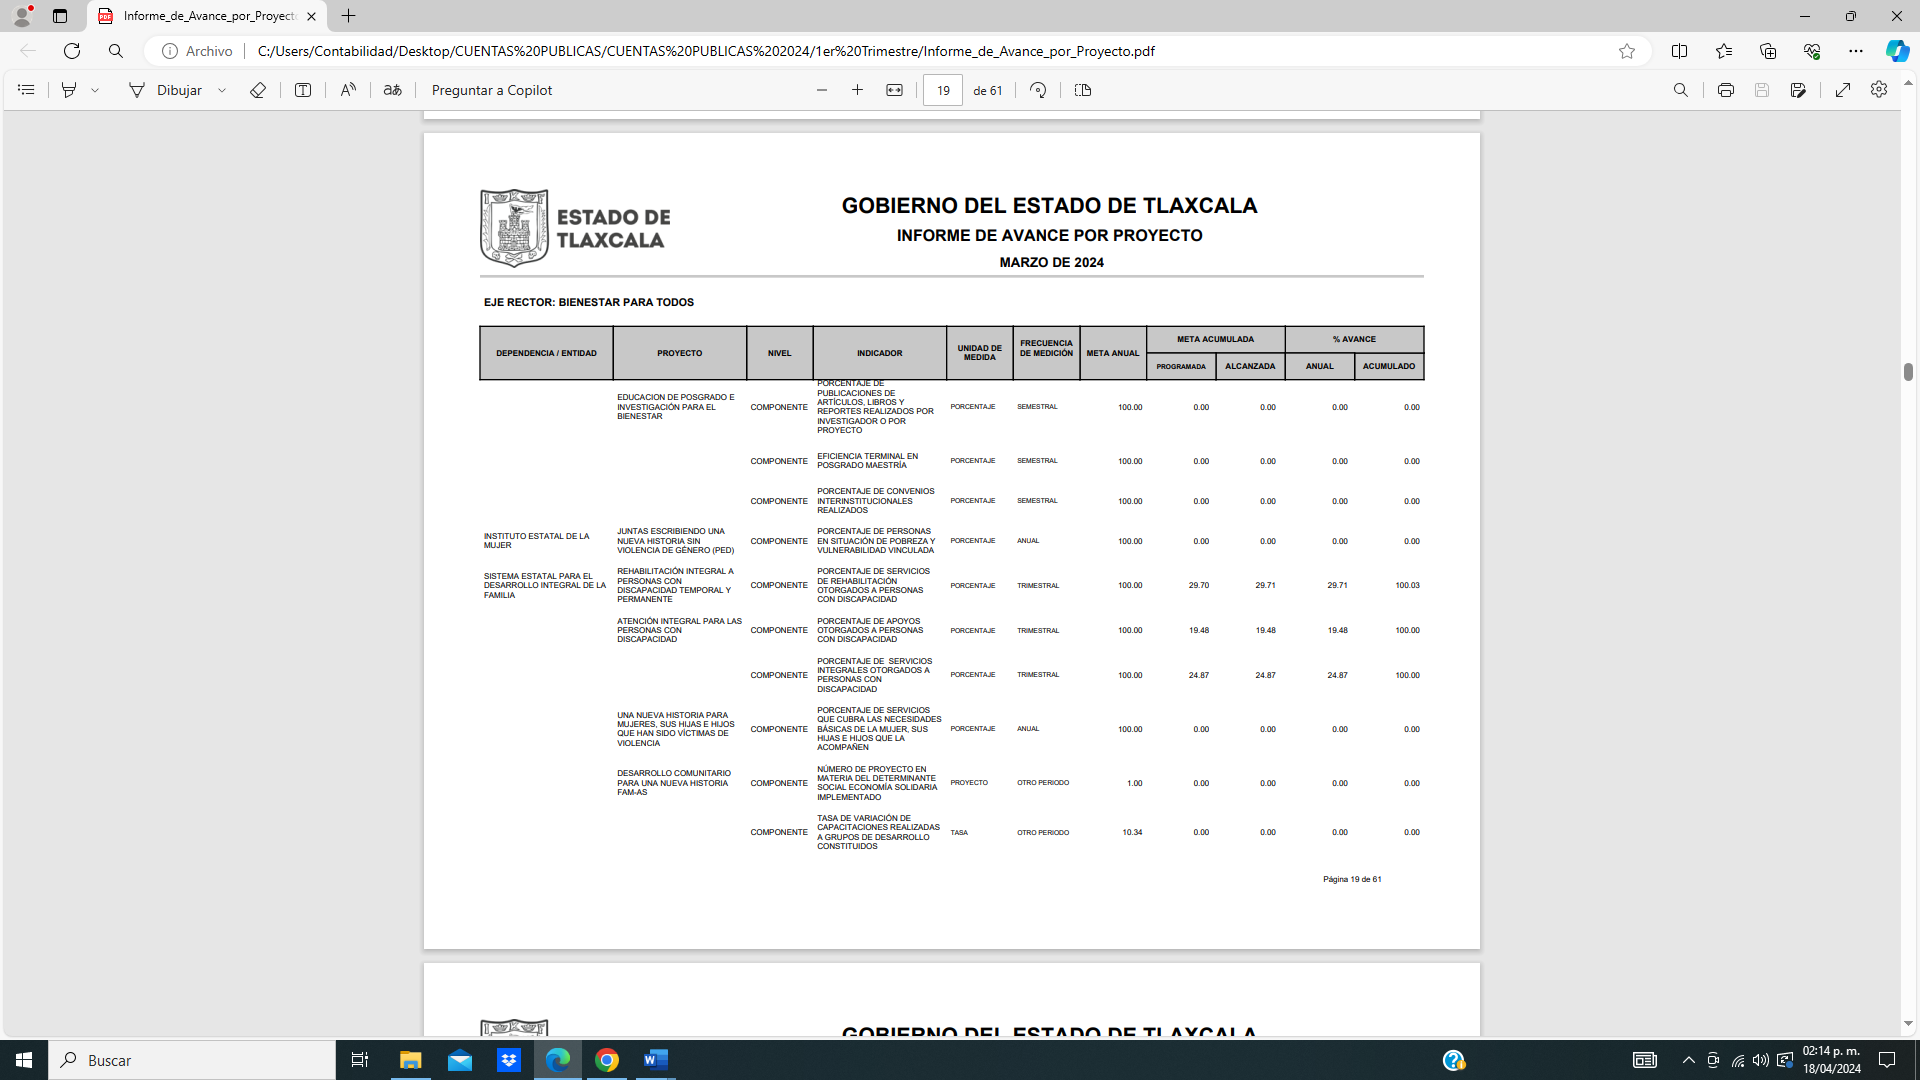 Informe_de_Avance_por_Proyecto
Archivo
C:/Users/Contabilidad/Desktop/CUENTAS%20PUBLICAS/CUENTAS%20PUBLICAS%202024/1er%20Trimestre/Informe_de_Avance_por_Proyecto.pdf
Dibujar
aあ
Preguntar a Copilot
19 de 61
ESTADO DE
TLAXCALA
GOBIERNO DEL ESTADO DE TLAXCALA
INFORME DE AVANCE POR PROYECTO
MARZO DE 2024
EJE RECTOR: BIENESTAR PARA TODOS
DEPENDENCIA / ENTIDAD
PROYECTO
NIVEL
INDICADOR
UNIDAD DE
MEDIDA
FRECUENCIA
DE MEDICIÓN
META ANUAL
META ACUMULADA
PROGRAMADA
ALCANZADA
% AVANCE
ANUAL
ACUMULADO
EDUCACION DE POSGRADO E
INVESTIGACIÓN PARA EL
BIENESTAR
COMPONENTE
PORCENTAJE DE
PUBLICACIONES DE
ARTÍCULOS, LIBROS Y
REPORTES REALIZADOS POR
INVESTIGADOR O POR
PROYECTO
PORCENTAJE
SEMESTRAL
100.00 0.00 0.00 0.00 0.00
COMPONENTE
EFICIENCIA TERMINAL EN
POSGRADO MAESTRÍA
PORCENTAJE
SEMESTRAL
100.00 0.00 0.00 0.00 0.00
COMPONENTE
PORCENTAJE DE CONVENIOS
INTERINSTITUCIONALES
REALIZADOS
PORCENTAJE
SEMESTRAL
100.00 0.00 0.00 0.00 0.00
INSTITUTO ESTATAL DE LA
MUJER
JUNTAS ESCRIBIENDO UNA
NUEVA HISTORIA SIN
VIOLENCIA DE GÉNERO (PED)
COMPONENTE
PORCENTAJE DE PERSONAS
EN SITUACIÓN DE POBREZA Y
VULNERABILIDAD VINCULADA
PORCENTAJE
ANUAL
100.00 0.00 0.00 0.00 0.00
SISTEMA ESTATAL PARA EL
DESARROLLO INTEGRAL DE LA
FAMILIA
REHABILITACIÓN INTEGRAL A
PERSONAS CON
DISCAPACIDAD TEMPORAL Y
PERMANENTE
COMPONENTE
PORCENTAJE DE SERVICIOS
DE REHABILITACIÓN
OTORGADOS A PERSONAS
CON DISCAPACIDAD
PORCENTAJE
TRIMESTRAL
100.00 29.70 29.71 29.71 100.03
ATENCIÓN INTEGRAL PARA LAS
PERSONAS CON
DISCAPACIDAD
COMPONENTE
PORCENTAJE DE APOYOS
OTORGADOS A PERSONAS
CON DISCAPACIDAD
PORCENTAJE
TRIMESTRAL
100.00 19.48 19.48 19.48 100.00
COMPONENTE
PORCENTAJE DE SERVICIOS
INTEGRALES OTORGADOS A
PERSONAS CON
DISCAPACIDAD
PORCENTAJE
TRIMESTRAL
100.00 24.87 24.87 24.87 100.00
UNA NUEVA HISTORIA PARA
MUJERES, SUS HIJAS E HIJOS
QUE HAN SIDO VÍCTIMAS DE
VIOLENCIA
COMPONENTE
PORCENTAJE DE SERVICIOS
QUE CUBRA LAS NECESIDADES
BÁSICAS DE LA MUJER, SUS
HIJAS E HIJOS QUE LA
ACOMPAÑEN
PORCENTAJE
ANUAL
100.00 0.00 0.00 0.00 0.00
DESARROLLO COMUNITARIO
PARA UNA NUEVA HISTORIA
FAM-AS
COMPONENTE
NÚMERO DE PROYECTO EN
MATERIA DEL DETERMINANTE
SOCIAL ECONOMÍA SOLIDARIA
IMPLEMENTADO
PROYECTO
OTRO PERIODO
1.00 0.00 0.00 0.00 0.00
COMPONENTE
TASA DE VARIACIÓN DE
CAPACITACIONES REALIZADAS
A GRUPOS DE DESARROLLO
CONSTITUIDOS
TASA
OTRO PERIODO
10.34 0.00 0.00 0.00 0.00
Página 19 de 61
GOBIERNO DEL ESTADO DE TLAXCALA
Buscar
02:14 p. m.
18/04/2024